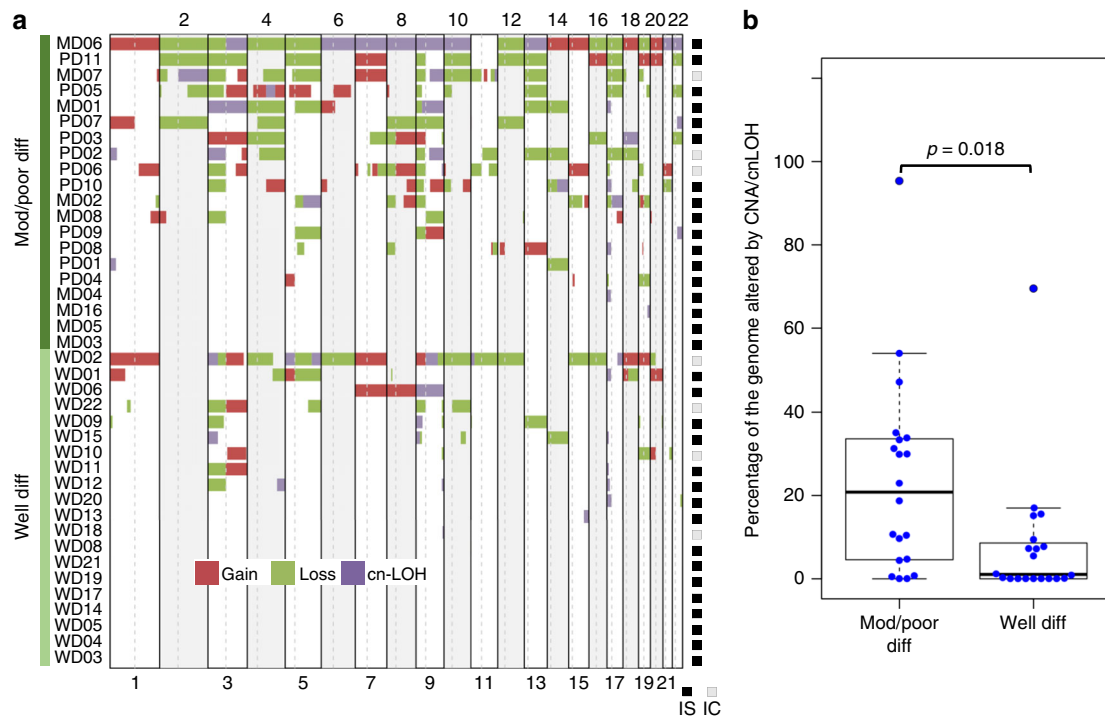 a
2 4 6 8 10 12 14 16 18 20 22
Mod/poor diff
MD06
PD11
MD07
PD05
MD01
PD07
PD03
PD02
PD06
PD10
MD02
MD08
PD09
PD08
PD01
PD04
MD04
MD16
MD05
MD03
Well diff
WD02
WD01
WD06
WD22
WD09
WD15
WD10
WD11
WD12
WD20
WD13
WD18
WD08
WD21
WD19
WD17
WD14
WD05
WD04
WD03
Gain Loss cn-LOH
1 3 5 7 9 11 13 15 17 19 21
IS IC
b
Percentage of the genome altered by CNA/cnLOH
100
80
60
40
20
0
p = 0.018
Mod/poor
diff
Well diff